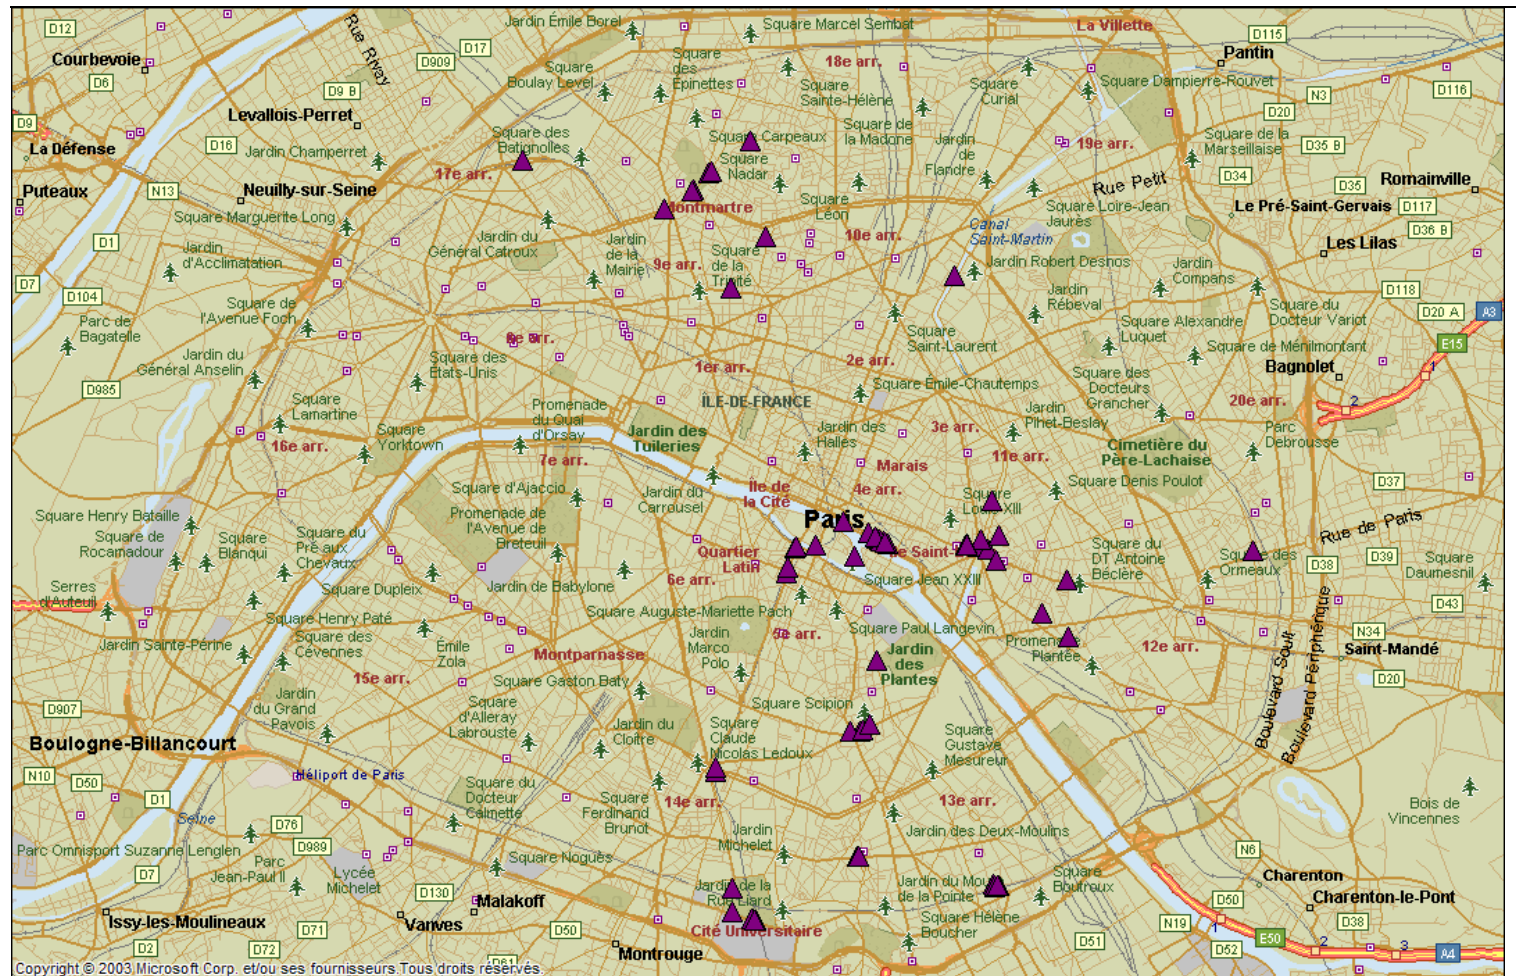 D12
Courbevoie
D6
Rue Rivay
D17
D909
D9 B
Levallois-Perret
D9
La Défense
D16
Jardin Champerret
Puteaux
N13
Neuilly-sur-Seine
Square Marguerite Long
D1
Jardin
d'Acclimatation
D7
D104
Parc de
Bagatelle
Square de
l'Avenue Foch
Jardin du
Général Anselin
D985
Jardin Émile Borel
Square
Boulay Level
Square
des
Épinettes
Square Marcel Sembat
18e arr.
Square
Sainte-Hélène
Square Carpeaux
Square de
la Madone
Square
Nadar
Square des
Batignolles
17e arr.
Montmartre
Square
Léon
Jardin du
Général Catroux
Jardin
de la
Mairie
9e arr.
Square
de la
Trinité
10e arr.
La Villette
D115
Pantin
Square Dampierre-Rouvet
Square
Curial
N3
D116
D20
Jardin
de
Flandre
19e arr.
Square de la
Marseillaise
D35 B
D34
D35
Romainville
Rue Petit
Le Pré-Saint-Gervais
D117
D36 B
Square Loire-Jean
Jaurès
Canal
Saint-Martin
Les Lilas
Jardin Robert Desnos
Jardin
Compans
Jardin
Rébeval
D118
D20 A
A3
E15
Square du
Docteur Variot
Square Alexandre
Luquet
Square de Ménilmontant
Bagnolet
1
2
Square
Saint-Laurent
8e arr.
Square des
États-Unis
1er arr.
2e arr.
Square Émile-Chautemps
Square des
Docteurs
Grancher
20e arr.
ÎLE-DE-FRANCE
Square
Lamartine
16e arr.
Square
Yorktown
Promenade
du Quai
d'Orsay
7e arr.
Jardin des
Tuileries
Jardin des
Halles
3e arr.
Jardin
Pihet-Beslay
11e arr.
Cimetière du
Père-Lachaise
Parc
Debrousse
Marais
4e arr.
Île de
la Cité
Square
Louis XIII
Square Denis Poulot
D37
Square d'Ajaccio
Jardin du
Carrousel
Paris
Rue de Paris
Square Henry Bataille
Square de
Rocamadour
Square
Blanqui
Square du
Pré aux
Chevaux
Promenade de
l'Avenue de
Breteuil
Quartier
Latin
6e arr.
Square Jean XXIII
Square du
DT Antoine
Béclère
Square des
Ormeaux
D38
D39
Square
Daumesnil
Serres
d'Auteuil
Square Dupleix
Jardin de Babylone
Square Auguste-Mariette Pach
Square Henry Paté
Square des
Cévennes
Jardin Sainte-Périne
Émile
Zola
Montparnasse
Jardin
Marco
Polo
5e arr.
Square Paul Langevin
Jardin
des
Plantes
Promenade
Plantée
12e arr.
D43
N34
Saint-Mandé
D20
Boulevard Soult
Boulevard Périphérique
15e arr.
Square Gaston Baty
Jardin
du Grand
Pavois
Square
d'Alleray
Labrouste
Jardin du
Cloître
Square
Claude
Nicolas Ledoux
Square Scipion
Square
Gustave
Mesureur
D907
Boulogne-Billancourt
N10
D50
D1
Héliport de Paris
Seine
Square du
Docteur
Calmette
Square
Ferdinand
Brunot
14e arr.
13e arr.
Bois de
Vincennes
D76
D989
Parc Omnisport Suzanne Lenglen
D7
Parc
Jean-Paul II
Lycée
Michelet
Square Noguès
Jardin
Michelet
Jardin des Deux-Moulins
N6
Charenton
Charenton-le-Pont
D130
Malakoff
Jardin de la
Rue Liard
Jardin du Mou
de la Pointe
Square
Boutroux
Square Hélène
Boucher
Issy-les-Moulineaux
Vanves
D71
D2
D72
D61
D50
Montrouge
Cité Universitaire
D51
N19
D50
D52
1
E50
2
D38
3
A4
Copyright © 2003 Microsoft Corp. et/ou ses fournisseurs. Tous droits réservés.